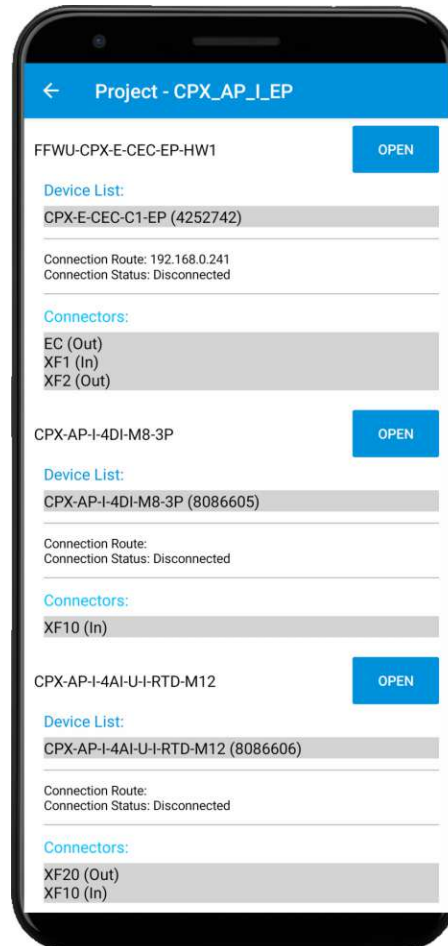 Project - CPX_AP_I_EP
FFWU-CPX-E-CEC-EP-HW1
OPEN
Device List:
CPX-E-CEC-C1-EP (4252742)
Connection Route: 192.168.0.241
Connection Status: Disconnected
Connectors:
EC (Out)
XF1 (In)
XF2 (Out)
CPX-AP-I-4DI-M8-3P
OPEN
Device List:
CPX-AP-I-4DI-M8-3P (8086605)
Connection Route:
Connection Status: Disconnected
Connectors:
XF10 (In)
CPX-AP-I-4AI-U-I-RTD-M12
OPEN
Device List:
CPX-AP-I-4AI-U-I-RTD-M12 (8086606)
Connection Route:
Connection Status: Disconnected
Connectors:
XF20 (Out)
XF10 (In)